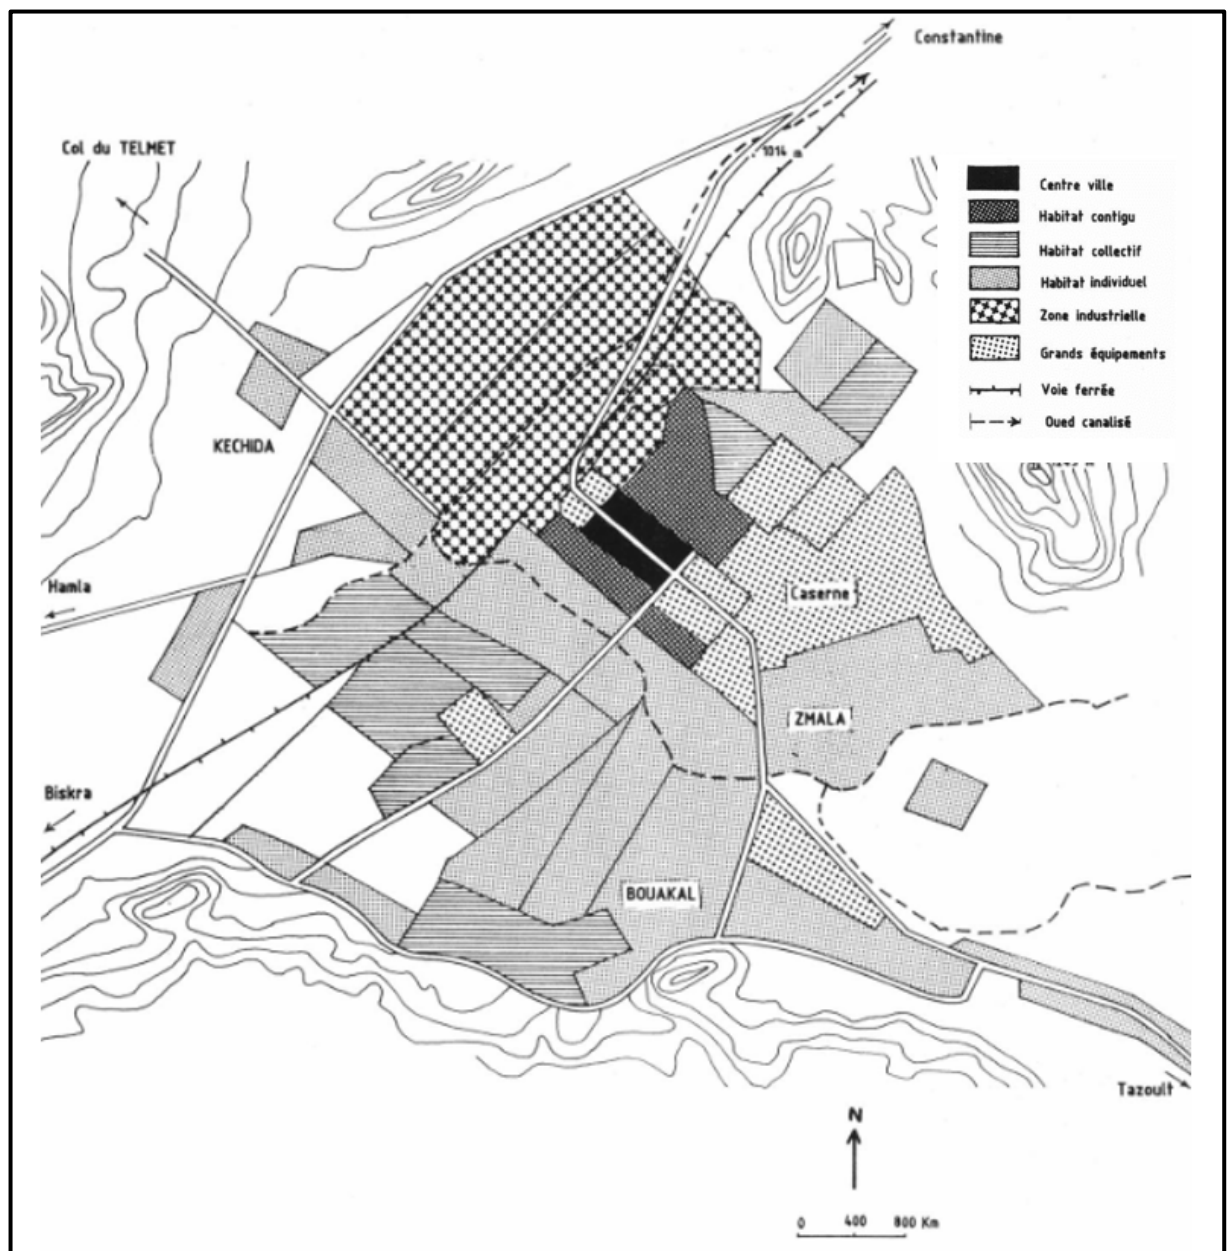 Constantine
Col du TELMET
1014 m
Centre ville
Habitat contigu
Habitat collectif
Habitat individuel
Zone industrielle
Grands équipements
Voie ferrée
Oued canalisé
KECHIDA
Hamla
Caserne
ZMALA
Biskra
BOUAKAL
Tazoult
N
0 400 800 Km